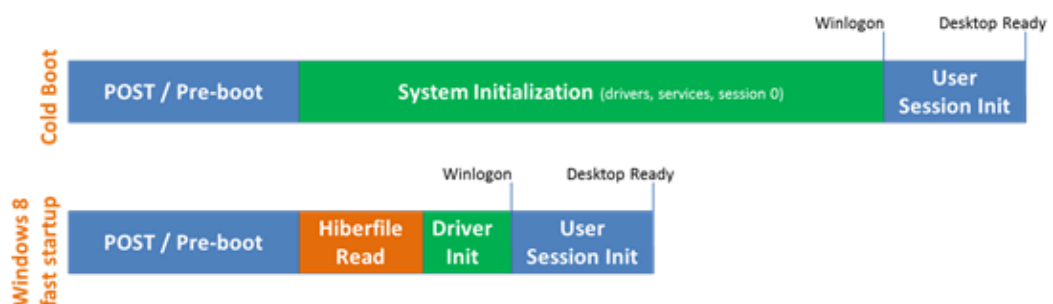 Winlogon Desktop Ready
Cold Boot
POST / Pre-boot System Initialization (drivers, services, session 0) User
Session Init
Winlogon Desktop Ready
Windows 8
fast startup
POST / Pre-boot Hiberfile Driver User
Read Init Session Init